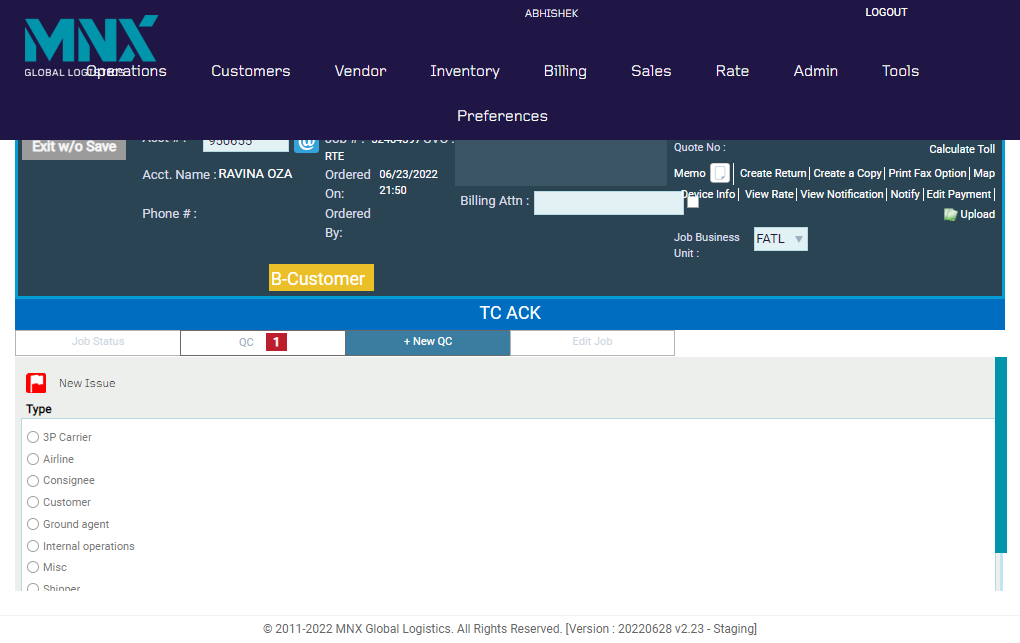 ABHISHEK
LOGOUT
MNX
GLOBAL LOGISTICS
Operations Customers Vendor Inventory Billing Sales Rate Admin Tools
Preferences
Exit w/o Save
RTE
Quote No :
Calculate Toll
Acct. Name : RAVINA OZA
Ordered On: 06/23/2022 21:50
Memo Create Return| Create a Copy| Print Fax Option| Map
Device Info| View Rate| View Notification| Notify| Edit Payment|
Upload
Billing Attn :
Phone # :
Ordered By:
Job Business Unit : FATL
B-Customer
TC ACK
Job Status QC 1 + New QC Edit Job
New Issue
Type
3P Carrier
Airline
Consignee
Customer
Ground agent
Internal operations
Misc
Shipper
© 2011-2022 MNX Global Logistics. All Rights Reserved. [Version : 20220628 v2.23 - Staging]